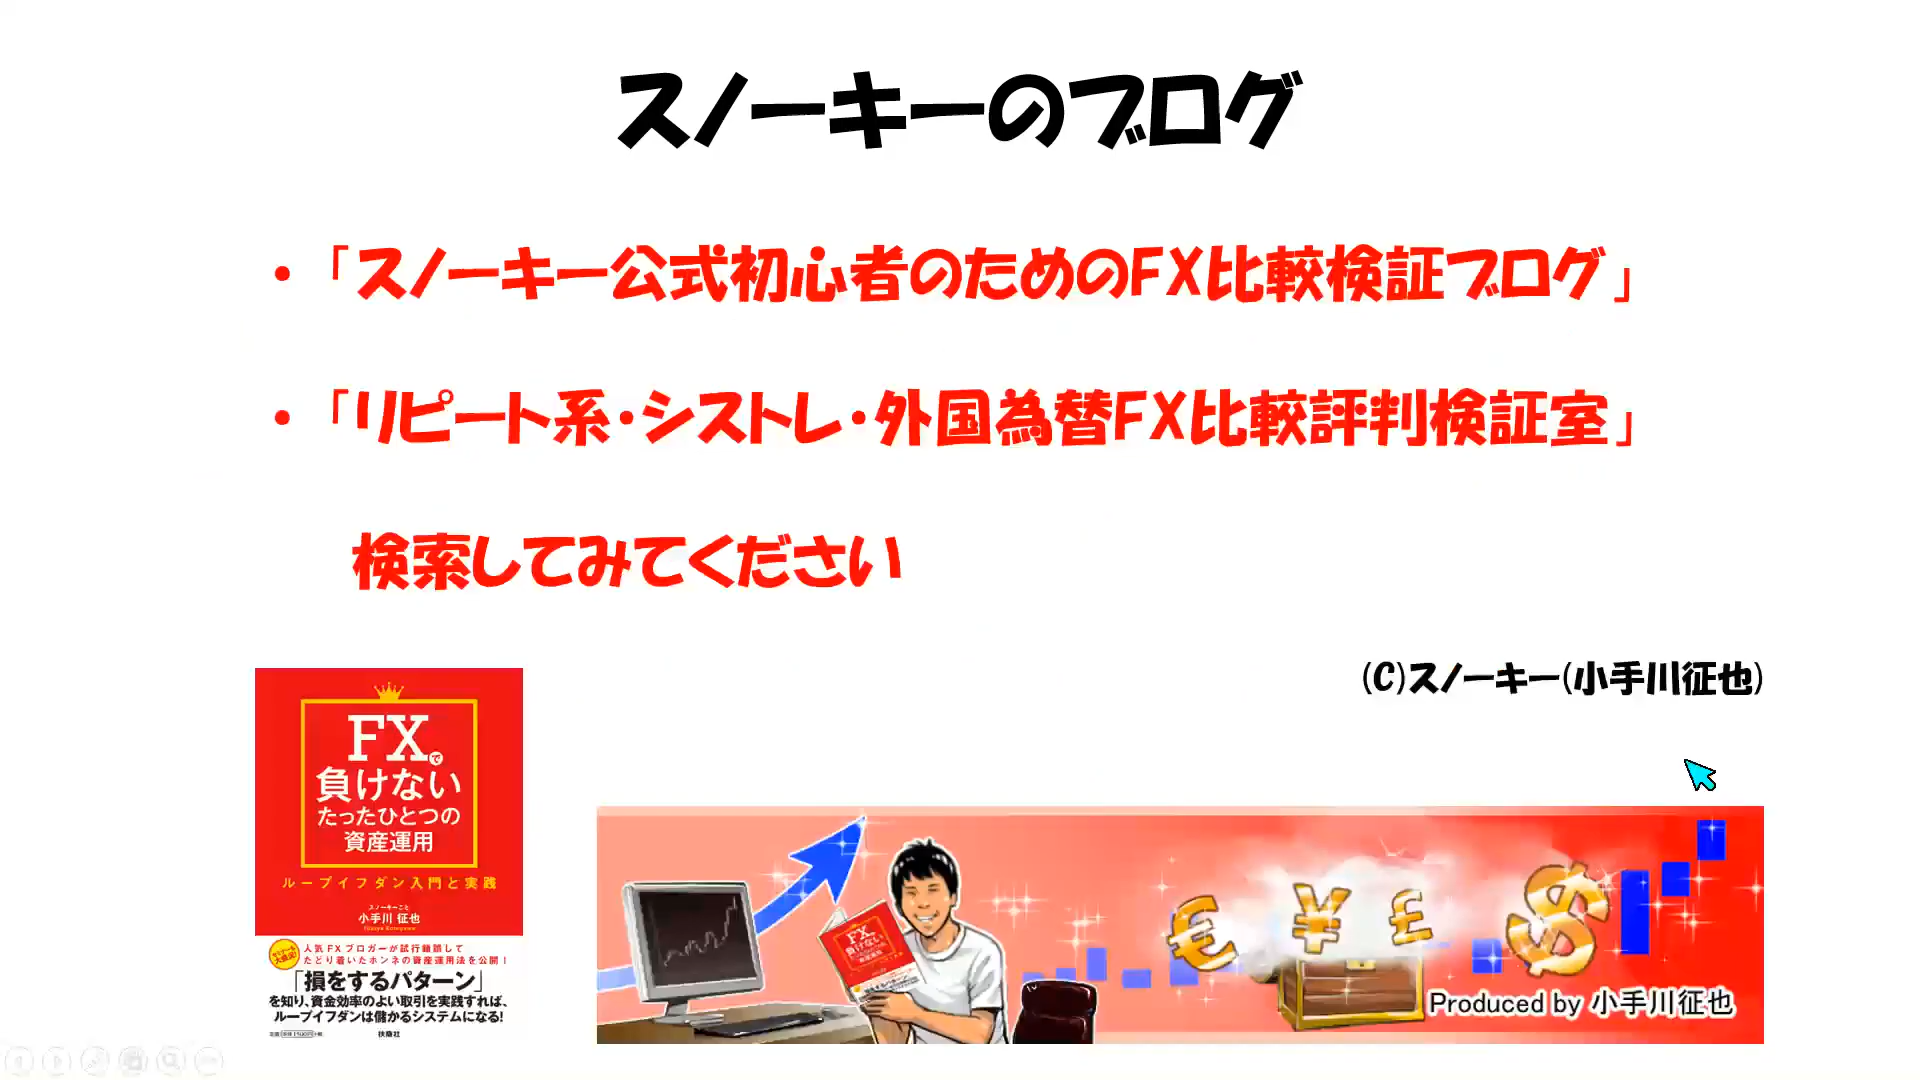 スノーキーのブログ
・「スノーキー公式初心者のためのFX比較検証ブログ」
・「リピート系・シストレ・外国為替FX比較評判検証室」
検索してみてください
(C)スノーキー(小手川征也)
FXで
負けない
たったひとつの
資産運用
ループイフダン入門と実践
スノーキーこと
小手川 征也
人気FXブロガーが試行錯誤して
たどり着いたホンネの資産運用法を公開！
「損をするパターン」
を知り、資金効率のよい取引を実践すれば、
ループイフダンは儲かるシステムになる!
扶桑社
FXで
負けない
€ ¥ £ $
Produced by 小手川征也